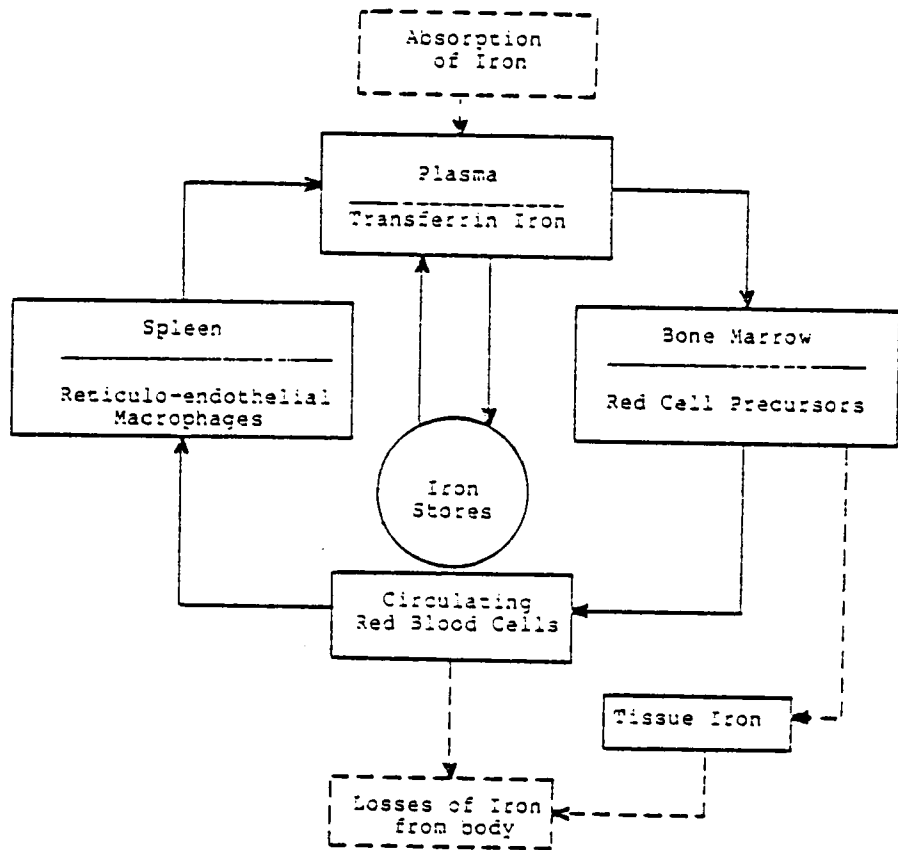 Absorption
of Iron
Plasma
Transferrin Iron
Spleen
Reticulo-endothelial
Macrophages
Bone Marrow
Red Cell Precursors
Iron
Stores
Circulating
Red Blood Cells
Tissue Iron
Losses of Iron
from body